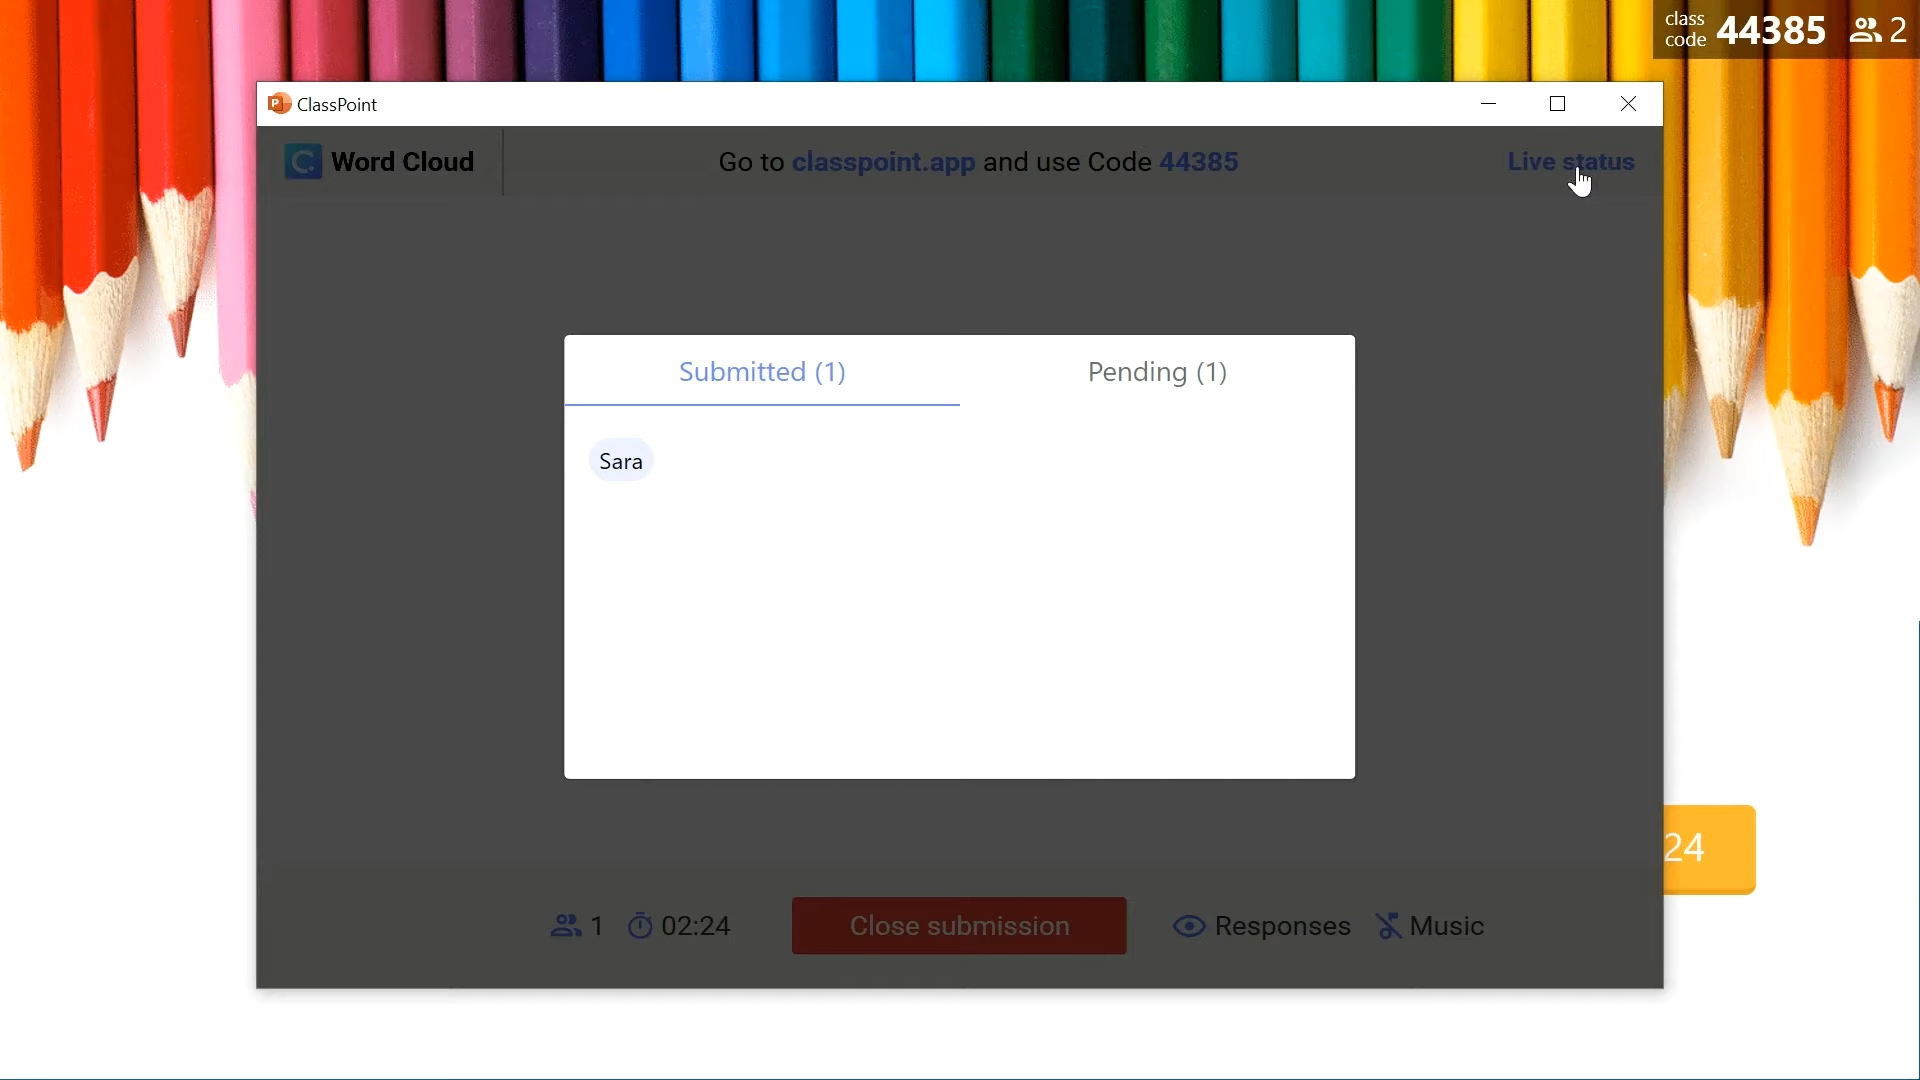 class code 44385 2
ClassPoint
Word Cloud
Go to classpoint.app and use Code 44385
Live status
Submitted (1)
Pending (1)
Sara
24
1 02:24
Close submission
Responses
Music